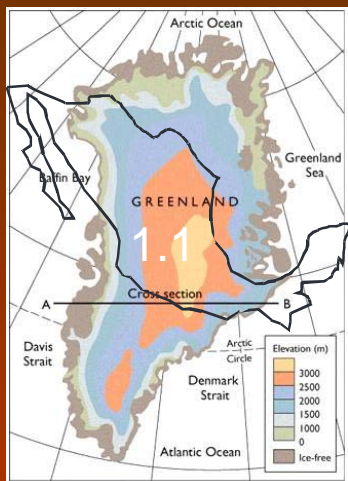 Arctic Ocean
Greenland
Sea
Baffin Bay
GREENLAND
1.1
Cross section
A
B
Davis
Strait
Arctic
Circle
Denmark
Strait
Atlantic Ocean
Elevation (m)
3000
2500
2000
1500
1000
0
Ice-free